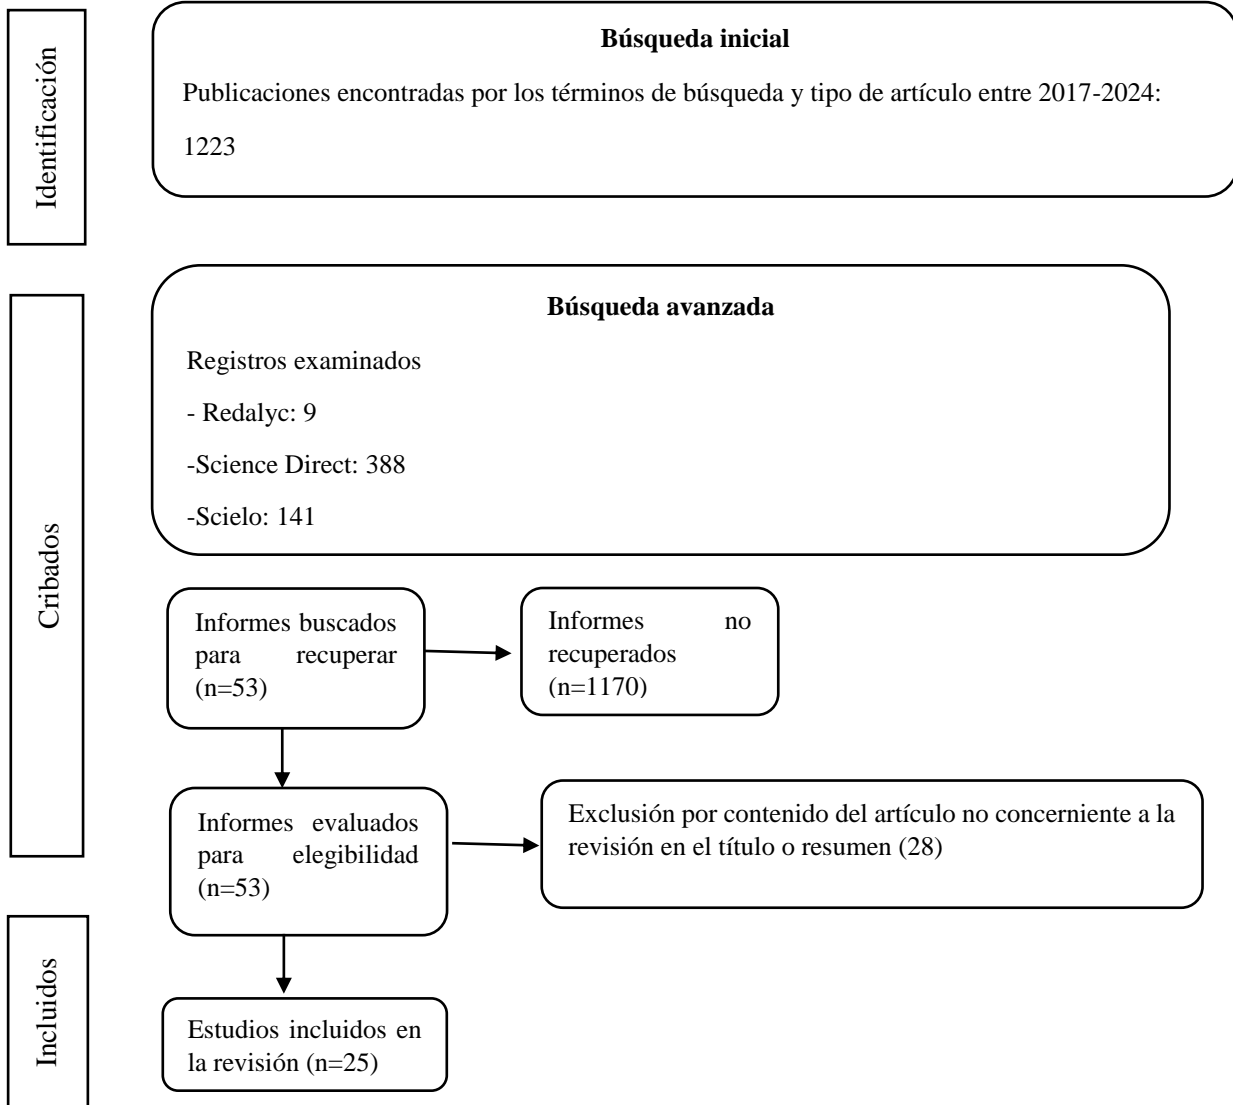 Identificación
Búsqueda inicial
Publicaciones encontradas por los términos de búsqueda y tipo de artículo entre 2017-2024:
1223
Cribados
Búsqueda avanzada
Registros examinados
- Redalyc: 9
-Science Direct: 388
-Scielo: 141
Informes buscados
para recuperar
(n=53)
Informes no
recuperados
(n=1170)
Informes evaluados
para elegibilidad
(n=53)
Exclusión por contenido del artículo no concerniente a la
revisión en el título o resumen (28)
Incluidos
Estudios incluidos en
la revisión (n=25)